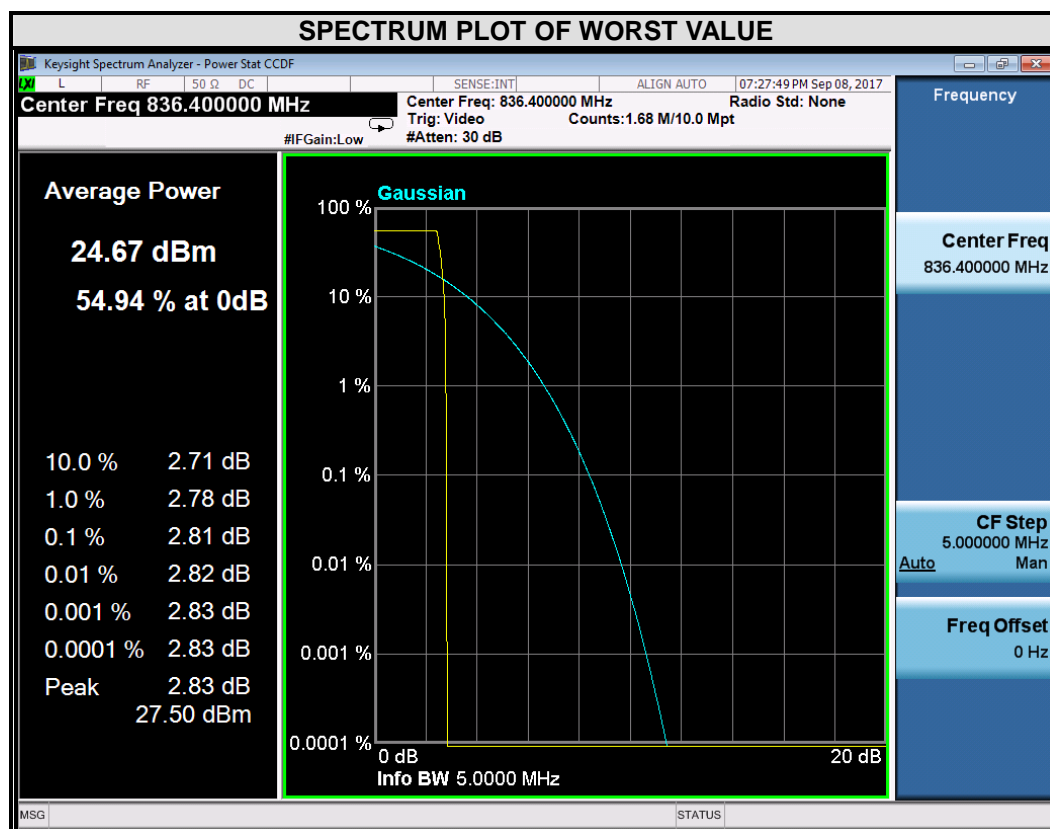 SPECTRUM PLOT OF WORST VALUE
Keysight Spectrum Analyzer - Power Stat CCDF
LXI L RF 50 Ω DC SENSE:INT ALIGN AUTO 07:27:49 PM Sep 08, 2017
Center Freq 836.400000 MHz
Center Freq: 836.400000 MHz Radio Std: None
Trig: Video Counts:1.68 M/10.0 Mpt
#IFGain:Low #Atten: 30 dB
Average Power
24.67 dBm
54.94 % at 0dB
10.0 % 2.71 dB
1.0 % 2.78 dB
0.1 % 2.81 dB
0.01 % 2.82 dB
0.001 % 2.83 dB
0.0001 % 2.83 dB
Peak 2.83 dB
27.50 dBm
Gaussian
100 %
10 %
1 %
0.1 %
0.01 %
0.001 %
0.0001 %
0 dB 20 dB
Info BW 5.0000 MHz
Frequency
Center Freq
836.400000 MHz
CF Step
5.000000 MHz
Auto Man
Freq Offset
0 Hz
MSG STATUS